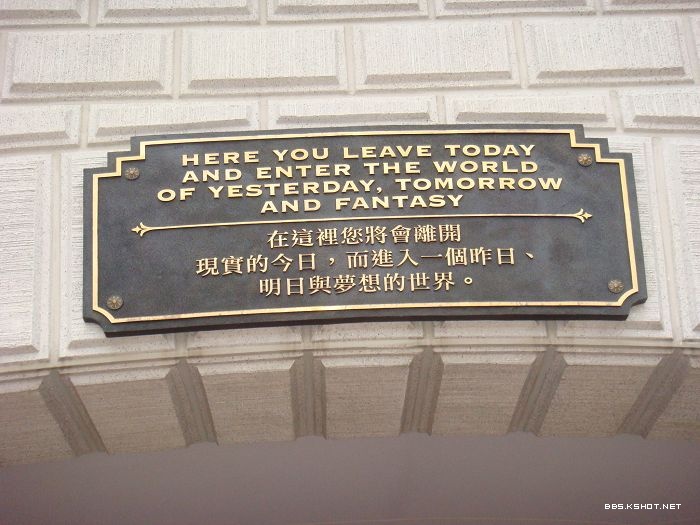 HERE YOU LEAVE TODAY
AND ENTER THE WORLD
OF YESTERDAY, TOMORROW
AND FANTASY
在這裡您將會離開
現實的今日，而進入一個昨日、
明日與夢想的世界。
BBS.KSHOT.NET